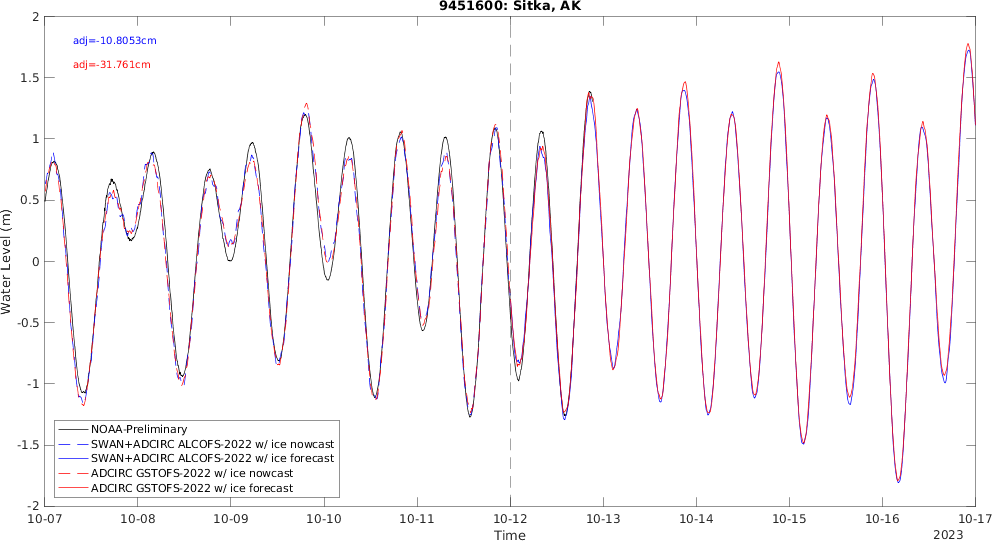 9451600: Sitka, AK
adj=-10.8053cm
adj=-31.761cm
Water Level (m)
2
1.5
1
0.5
0
-0.5
-1
-1.5
-2
NOAA-Preliminary
SWAN+ADCIRC ALCOFS-2022 w/ ice nowcast
SWAN+ADCIRC ALCOFS-2022 w/ ice forecast
ADCIRC GSTOFS-2022 w/ ice nowcast
ADCIRC GSTOFS-2022 w/ ice forecast
10-07 10-08 10-09 10-10 10-11 10-12 10-13 10-14 10-15 10-16 10-17
Time
2023